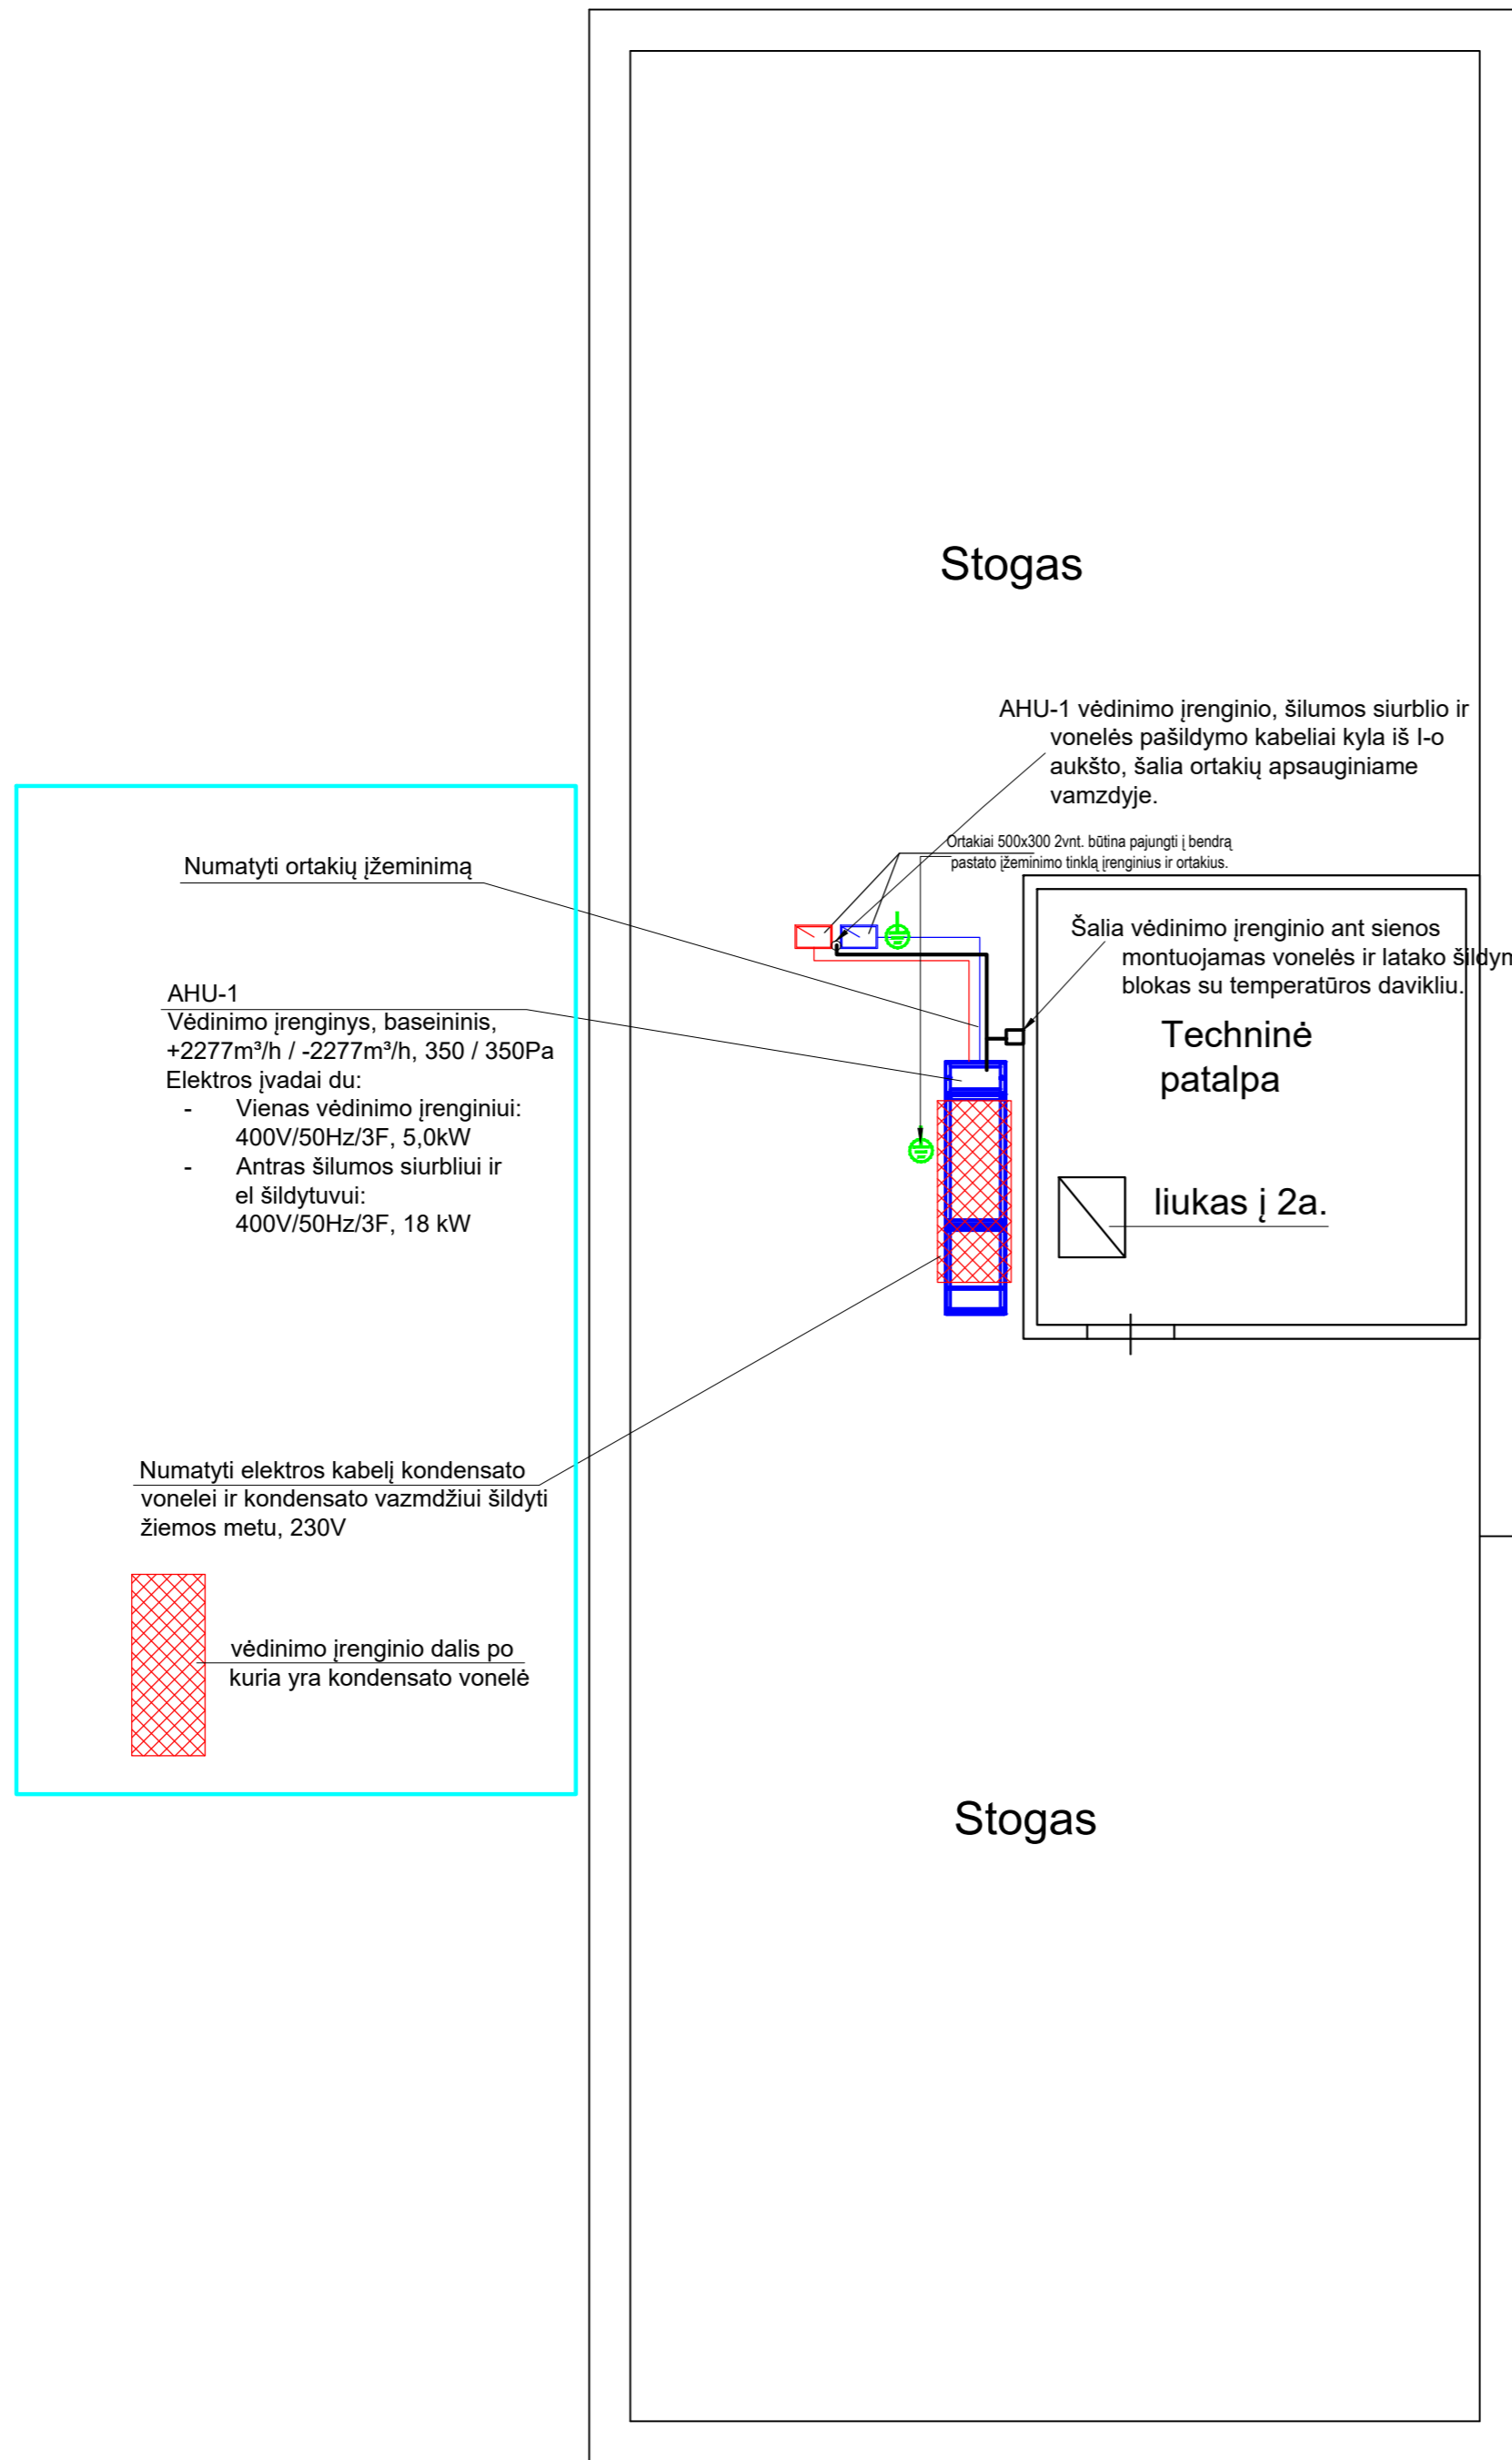 Stogas
AHU-1 vėdinimo įrenginio, šilumos siurblio ir
vonelės pašildymo kabeliai kyla iš I-o
aukšto, šalia ortakių apsauginiame
vamzdyje.
Ortakiai 500x300 2vnt. būtina pajungti į bendrą
pastato įžeminimo tinklą įrenginius ir ortakius.
Numatyti ortakių įžeminimą
Šalia vėdinimo įrenginio ant sienos
montuojamas vonelės ir latako šildym
blokas su temperatūros davikliu.
AHU-1
Vėdinimo įrenginys, baseininis,
+2277m³/h / -2277m³/h, 350 / 350Pa
Elektros įvadai du:
- Vienas vėdinimo įrenginiui:
400V/50Hz/3F, 5,0kW
- Antras šilumos siurbliui ir
el šildytuvui:
400V/50Hz/3F, 18 kW
Techninė
patalpa
liukas į 2a.
Numatyti elektros kabelį kondensato
vonelei ir kondensato vazmdžiui šildyti
žiemos metu, 230V
vėdinimo įrenginio dalis po
kuria yra kondensato vonelė
Stogas